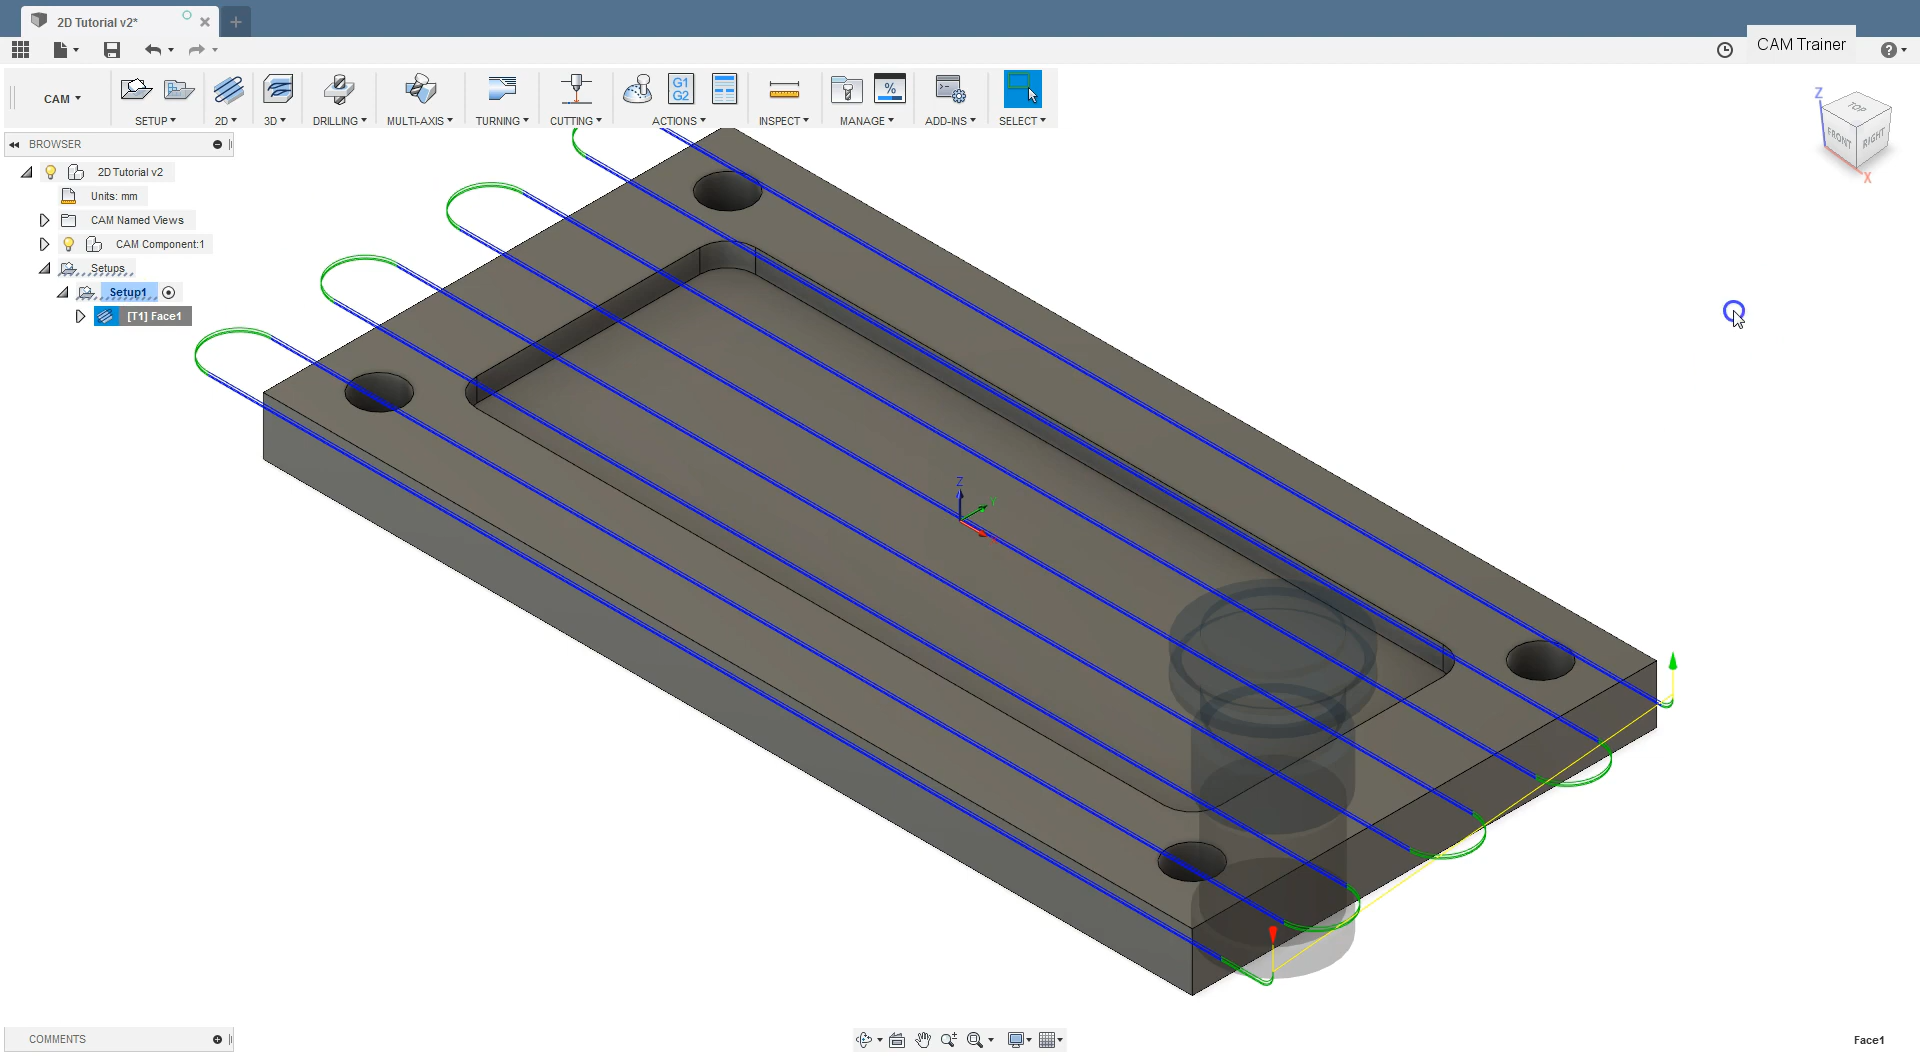 2D Tutorial v2*
CAM Trainer
CAM
G1
G2
%
SETUP
2D
3D
DRILLING
MULTI-AXIS
TURNING
CUTTING
ACTIONS
INSPECT
MANAGE
ADD-INS
SELECT
Z
TOP
FRONT
RIGHT
X
BROWSER
2D Tutorial v2
Units: mm
CAM Named Views
CAM Component:1
Setups
Setup1
[T1] Face1
Z
Y
COMMENTS
Face1